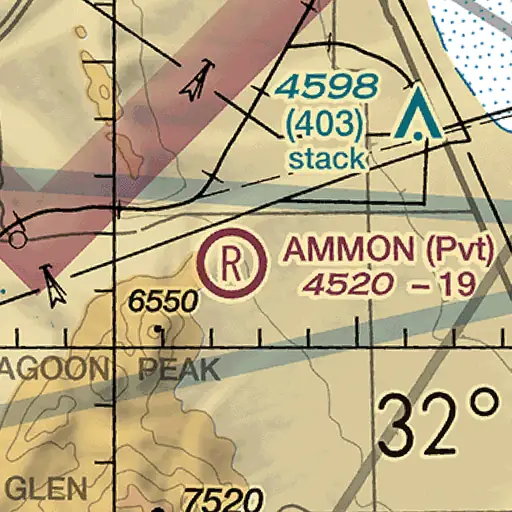 4598
(403)
stack
R
AMMON (Pvt)
4520 – 19
6550
AGOON PEAK
32°
GLEN
7520